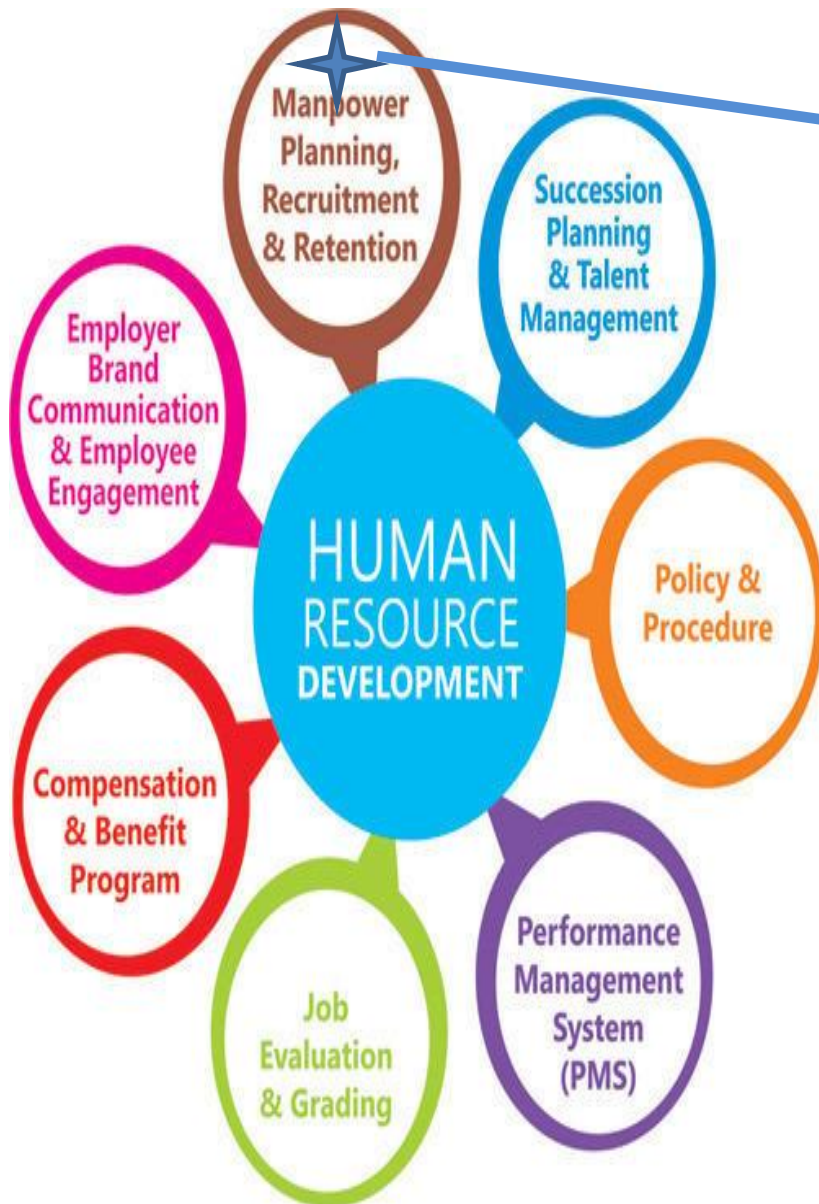 Manpower
Planning,
Recruitment
& Retention
Succession
Planning
& Talent
Management
Employer
Brand
Communication
& Employee
Engagement
HUMAN
RESOURCE
DEVELOPMENT
Policy &
Procedure
Compensation
& Benefit
Program
Performance
Management
System
(PMS)
Job
Evaluation
& Grading